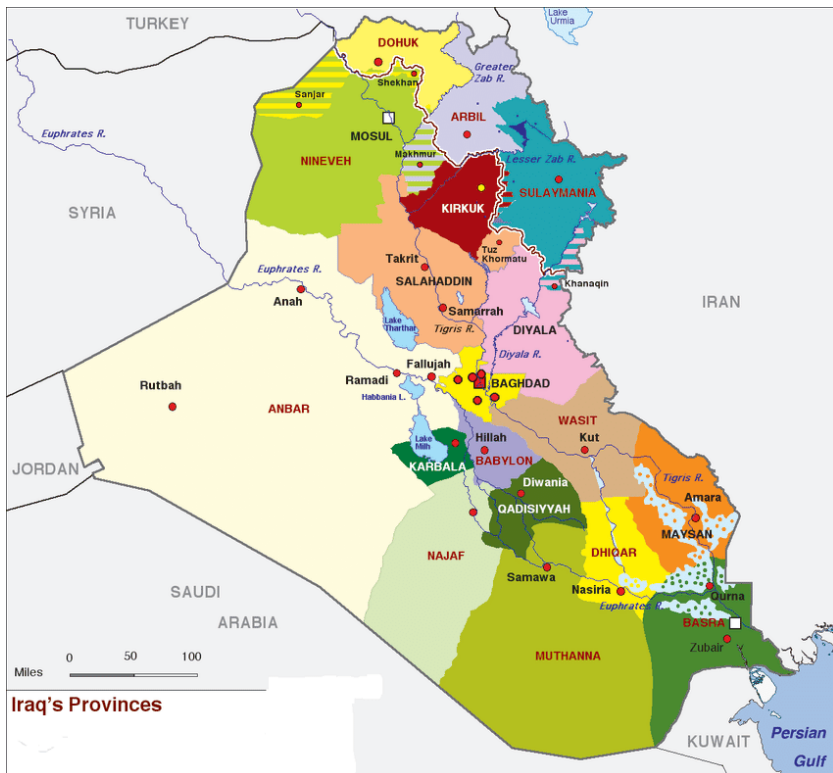 Lake
Urmia
TURKEY
DOHUK
Shekhan
Greater
Zab R.
Sanjar
ARBIL
MOSUL
Euphrates R.
Makhmur
NINEVEH
Lesser Zab R.
SULAYMANIA
KIRKUK
SYRIA
Tuz
Khormatu
Takrit
Euphrates R.
SALAHADDIN
Khanaqin
Anah
Samarrah
IRAN
Lake
Tharthar
Tigris R.
DIYALA
Diyala R.
Fallujah
Ramadi
BAGHDAD
Rutbah
Habbania L.
ANBAR
WASIT
Hillah
Kut
Lake
Milh
BABYLON
KARBALA
JORDAN
Tigris R.
Diwania
Amara
QADISIYYAH
MAYSAN
NAJAF
DHIQAR
Samawa
SAUDI
ARABIA
Nasiria
Qurna
Euphrates R.
BASRA
Zubair
MUTHANNA
Miles
0 50 100
Iraq's Provinces
KUWAIT
Persian
Gulf